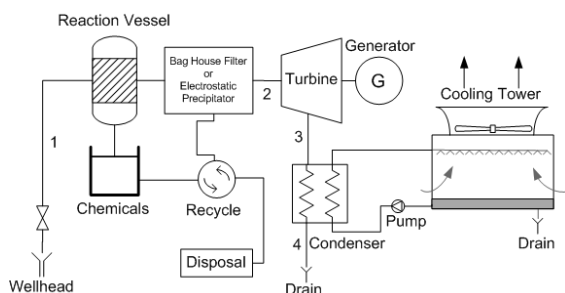 Reaction Vessel
Bag House Filter
or
Electrostatic
Precipitator
Generator
Turbine
G
Cooling Tower
1
2
3
4
Chemicals
Recycle
Condenser
Pump
Drain
Disposal
Wellhead
Drain